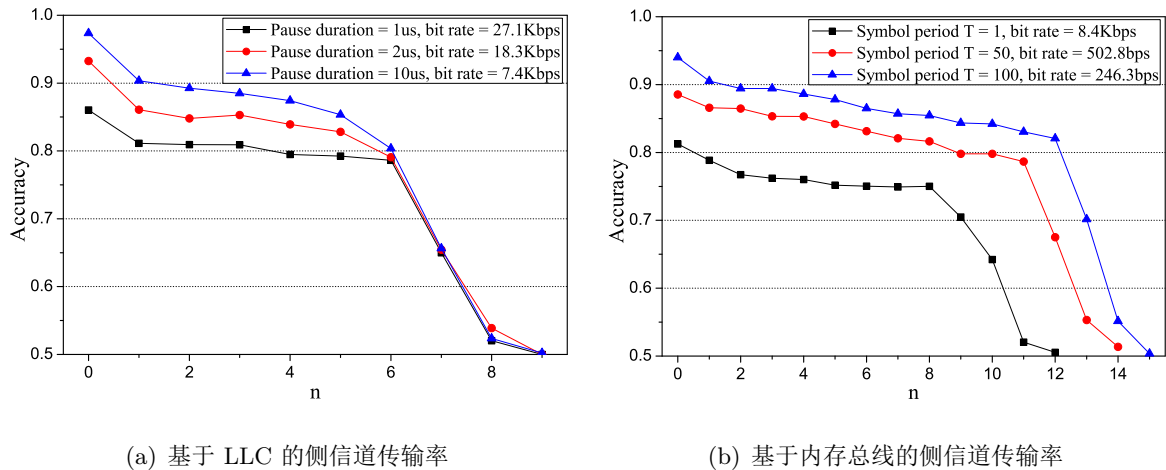 1.0
0.9
0.8
0.7
0.6
0.5
Accuracy
0 2 4 6 8
n
Pause duration = 1us, bit rate = 27.1Kbps
Pause duration = 2us, bit rate = 18.3Kbps
Pause duration = 10us, bit rate = 7.4Kbps
(a) 基于 LLC 的侧信道传输率
1.0
0.9
0.8
0.7
0.6
0.5
Accuracy
0 2 4 6 8 10 12 14
n
Symbol period T = 1, bit rate = 8.4Kbps
Symbol period T = 50, bit rate = 502.8bps
Symbol period T = 100, bit rate = 246.3bps
(b) 基于内存总线的侧信道传输率